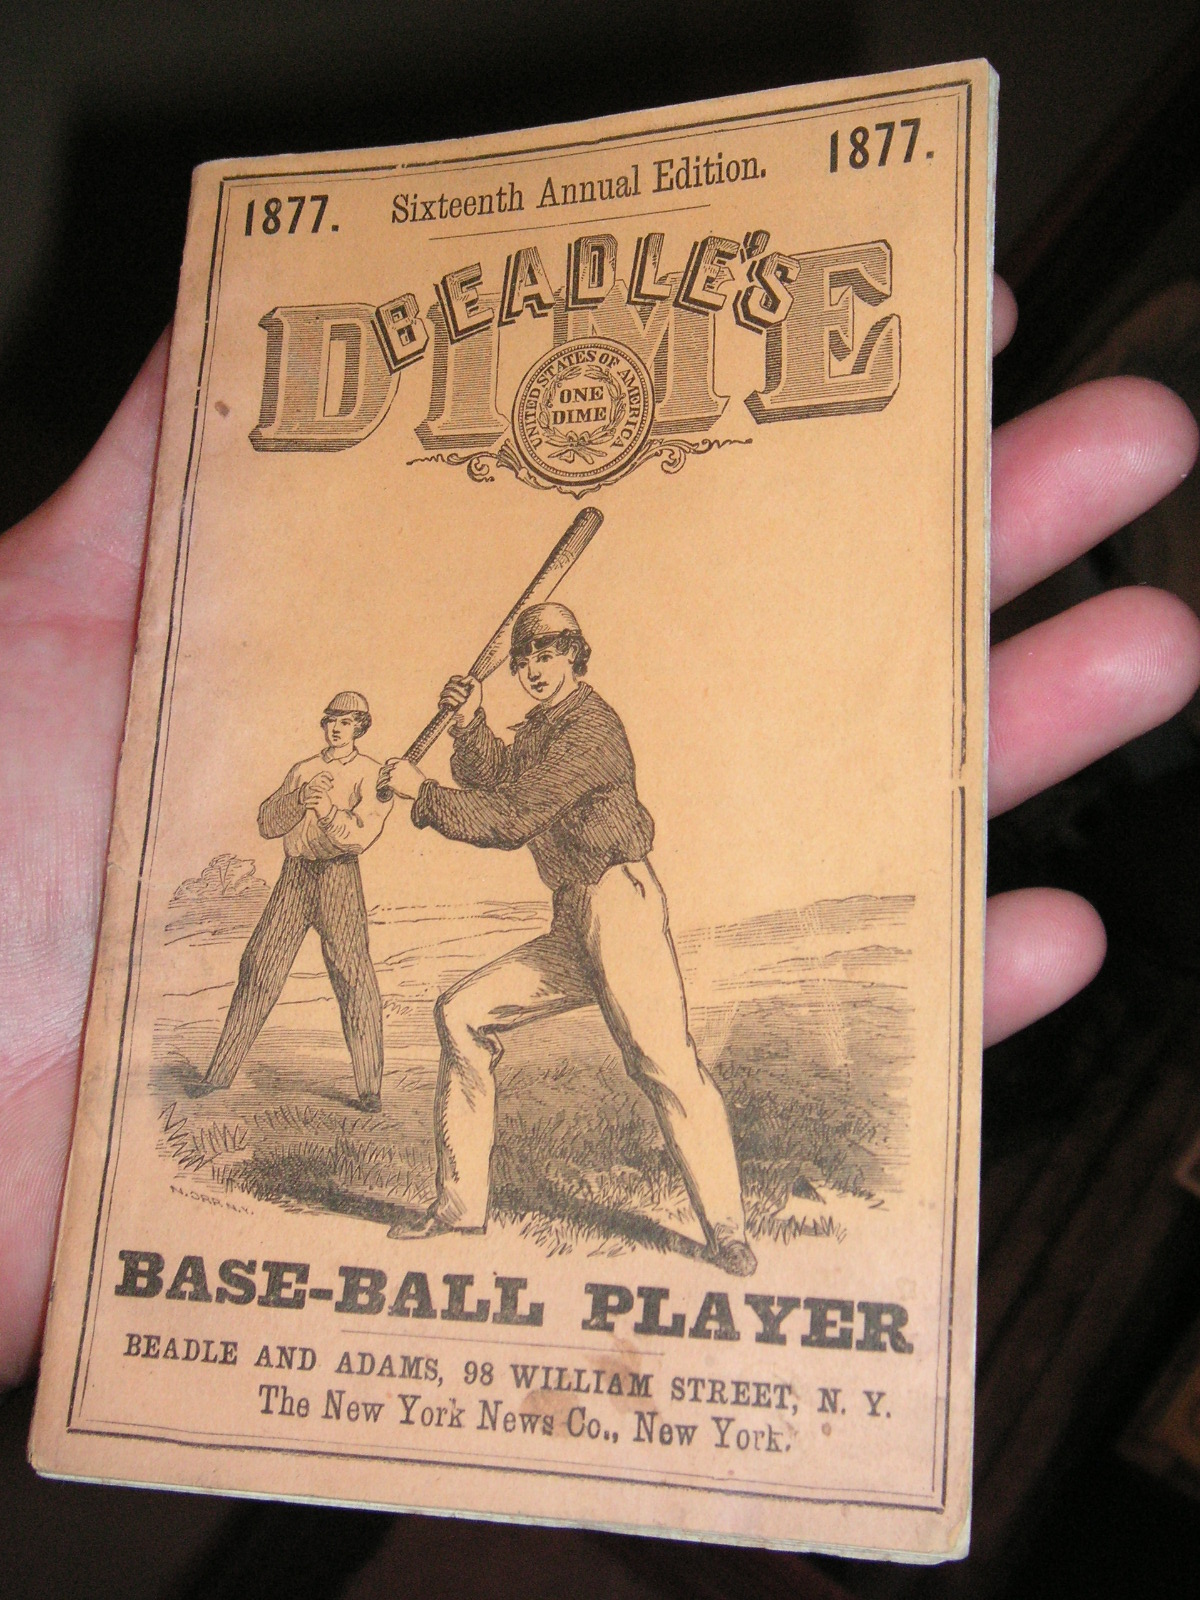 1877. Sixteenth Annual Edition. 1877.
BEADLE'S
DIME
UNITED STATES OF AMERICA
ONE
DIME
N. ORR N.Y.
BASE-BALL PLAYER
BEADLE AND ADAMS, 98 WILLIAM STREET, N. Y.
The New York News Co., New York.